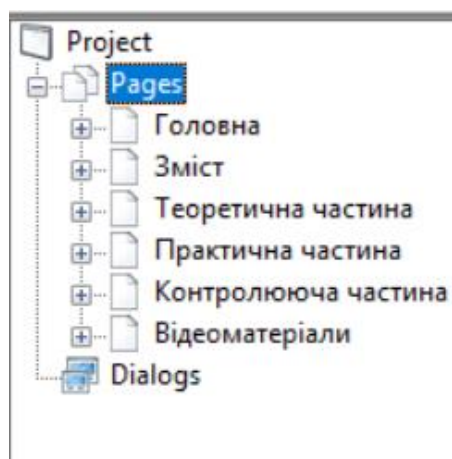 Project
Pages
Головна
Зміст
Теоретична частина
Практична частина
Контролююча частина
Відеоматеріали
Dialogs